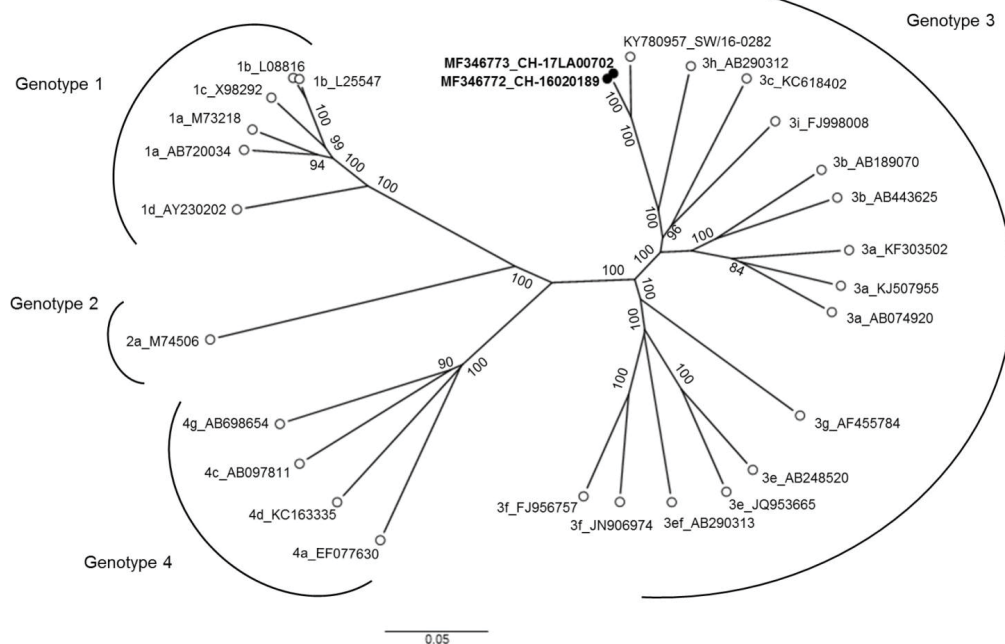 Genotype 3
KY780957_SW/16-0282
MF346773_CH-17LA00702
MF346772_CH-16020189
3h_AB290312
3c_KC618402
3i_FJ998008
3b_AB189070
3b_AB443625
3a_KF303502
3a_KJ507955
3a_AB074920
3g_AF455784
3e_AB248520
3e_JQ953665
3ef_AB290313
3f_JN906974
3f_FJ956757
100
100
100
96
100
100
84
100
100
100
100
100
Genotype 1
1b_L08816
1b_L25547
1c_X98292
1a_M73218
1a_AB720034
1d_AY230202
100
99
94
100
100
Genotype 2
2a_M74506
100
Genotype 4
90
100
4g_AB698654
4c_AB097811
4d_KC163335
4a_EF077630
0.05